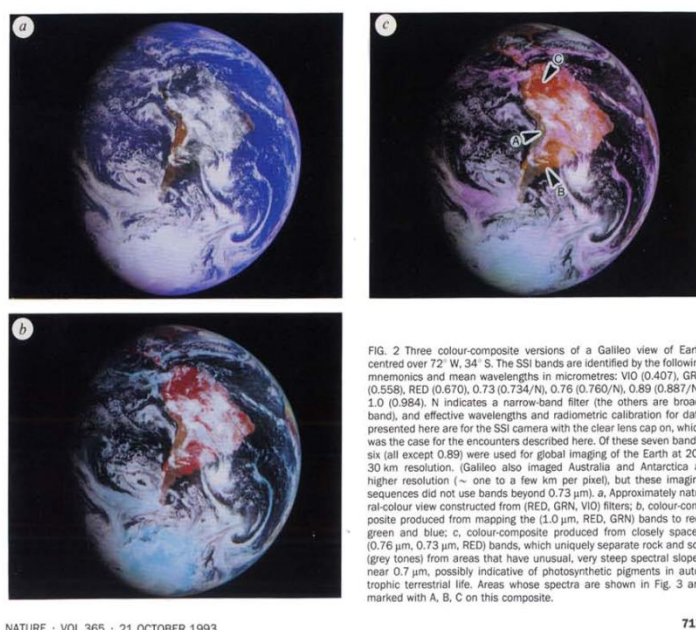 a
c
C
A
B
b
FIG. 2 Three colour-composite versions of a Galileo view of Eart
centred over 72° W, 34° S. The SSI bands are identified by the followin
mnemonics and mean wavelengths in micrometres: VIO (0.407), GR
(0.558), RED (0.670), 0.73 (0.734/N), 0.76 (0.760/N), 0.89 (0.887/N
1.0 (0.984). N indicates a narrow-band filter (the others are broa
band), and effective wavelengths and radiometric calibration for da
presented here are for the SSI camera with the clear lens cap on, whic
was the case for the encounters described here. Of these seven band
six (all except 0.89) were used for global imaging of the Earth at 20
30 km resolution. (Galileo also imaged Australia and Antarctica a
higher resolution (~ one to a few km per pixel), but these imagin
sequences did not use bands beyond 0.73 μm). a, Approximately nat
ral-colour view constructed from (RED, GRN, VIO) filters; b, colour-com
posite produced from mapping the (1.0 μm, RED, GRN) bands to re
green and blue; c, colour-composite produced from closely space
(0.76 μm, 0.73 μm, RED) bands, which uniquely separate rock and so
(grey tones) from areas that have unusual, very steep spectral slope
near 0.7 μm, possibly indicative of photosynthetic pigments in auto
trophic terrestrial life. Areas whose spectra are shown in Fig. 3 ar
marked with A, B, C on this composite.
NATURE · VOL 365 · 21 OCTOBER 1993
71